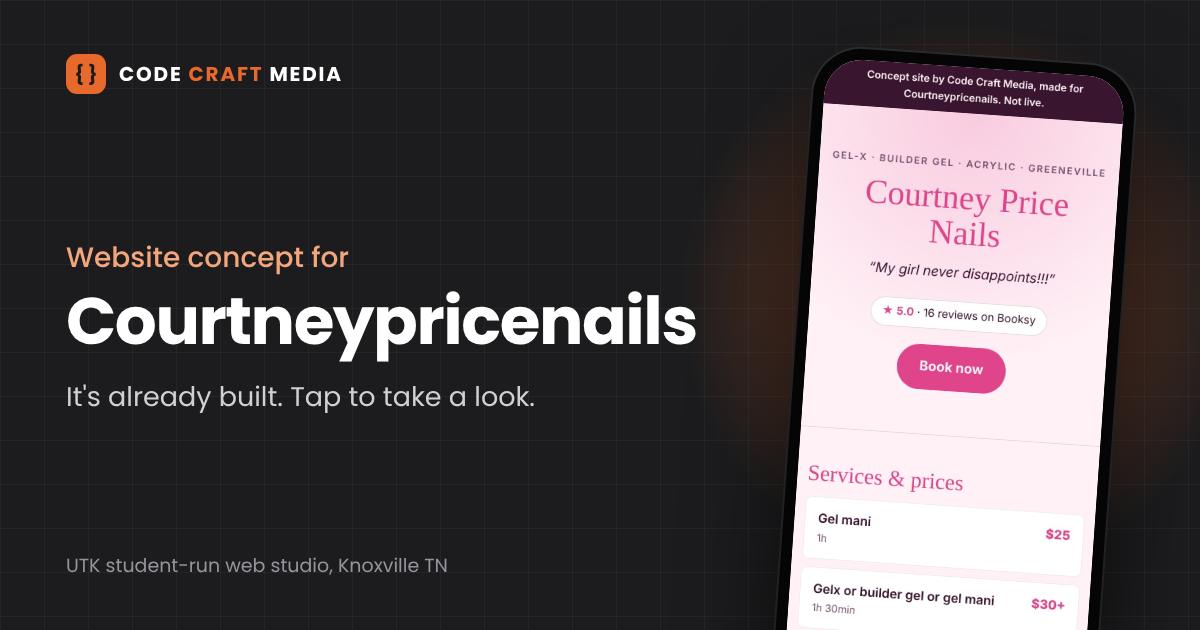 { }
CODE CRAFT MEDIA
Website concept for
Courtneypricenails
It's already built. Tap to take a look.
UTK student-run web studio, Knoxville TN
Concept site by Code Craft Media, made for
Courtneypricenails. Not live.
GEL-X · BUILDER GEL · ACRYLIC · GREENEVILLE
Courtney Price
Nails
“My girl never disappoints!!!”
★ 5.0 · 16 reviews on Booksy
Book now
Services & prices
Gel mani
$25
1h
Gelx or builder gel or gel mani
$30+
1h 30min